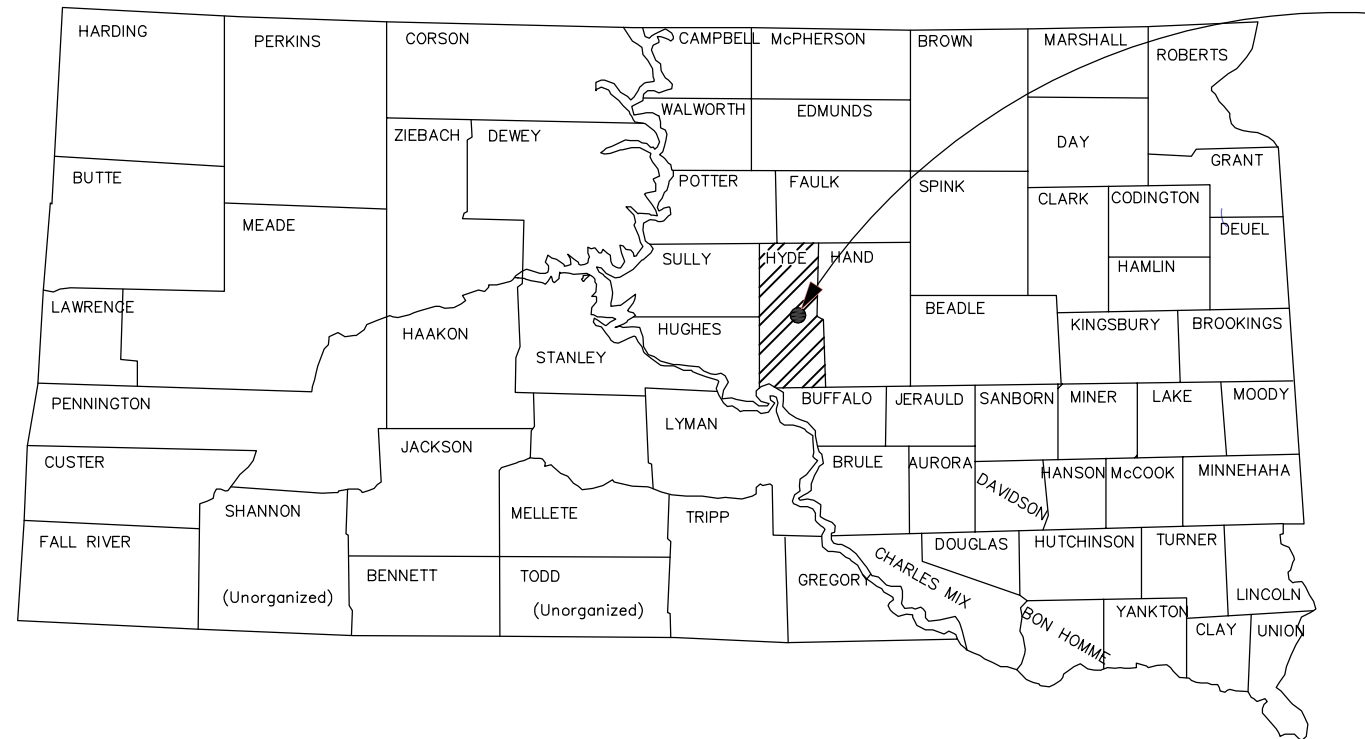 HARDING
PERKINS
CORSON
CAMPBELL
McPHERSON
BROWN
MARSHALL
ROBERTS
WALWORTH
EDMUNDS
ZIEBACH
DEWEY
DAY
GRANT
BUTTE
POTTER
FAULK
SPINK
CLARK
CODINGTON
MEADE
DEUEL
SULLY
HYDE
HAND
HAMLIN
LAWRENCE
BEADLE
HAAKON
HUGHES
KINGSBURY
BROOKINGS
STANLEY
PENNINGTON
BUFFALO
JERAULD
SANBORN
MINER
LAKE
MOODY
LYMAN
JACKSON
CUSTER
BRULE
AURORA
DAVIDSON
HANSON
McCOOK
MINNEHAHA
SHANNON
(Unorganized)
MELLETE
TRIPP
FALL RIVER
DOUGLAS
HUTCHINSON
TURNER
BENNETT
TODD
(Unorganized)
GREGORY
CHARLES MIX
LINCOLN
BON HOMME
YANKTON
CLAY
UNION